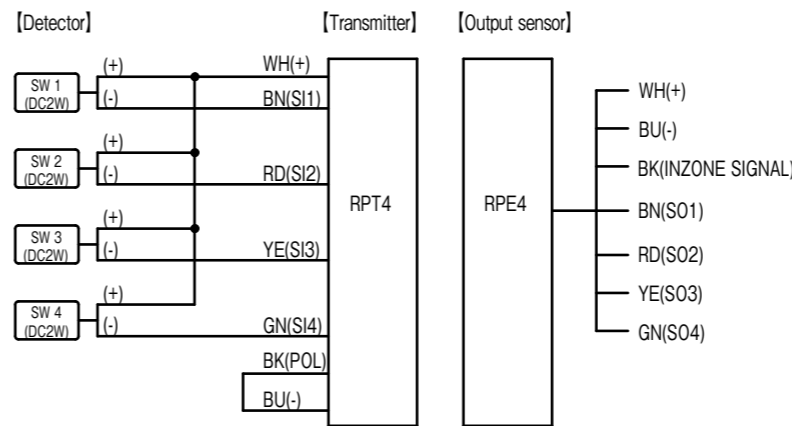 【Detector】
【Transmitter】
【Output sensor】
SW 1
(DC2W)
(+)
(-)
WH(+)
BN(SI1)
SW 2
(DC2W)
(+)
(-)
RD(SI2)
SW 3
(DC2W)
(+)
(-)
YE(SI3)
SW 4
(DC2W)
(+)
(-)
GN(SI4)
BK(POL)
BU(-)
RPT4
RPE4
WH(+)
BU(-)
BK(INZONE SIGNAL)
BN(SO1)
RD(SO2)
YE(SO3)
GN(SO4)